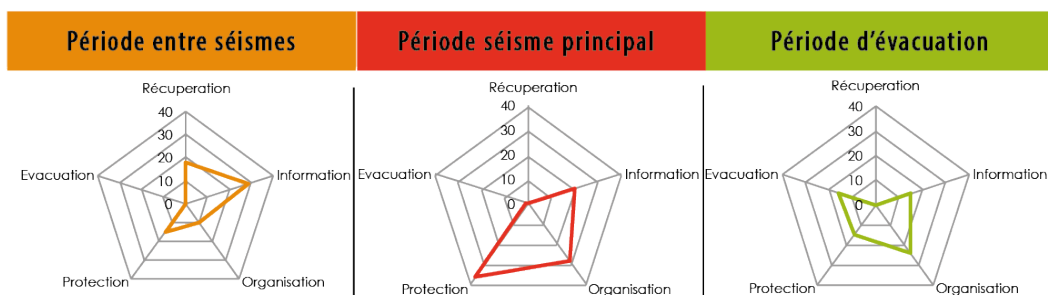 Période entre séismes
Période séisme principal
Période d'évacuation
Récuperation
40
30
20
10
0
Evacuation
Information
Protection
Organisation
Récuperation
40
30
20
10
0
Evacuation
Information
Protection
Organisation
Récuperation
40
30
20
10
0
Evacuation
Information
Protection
Organisation